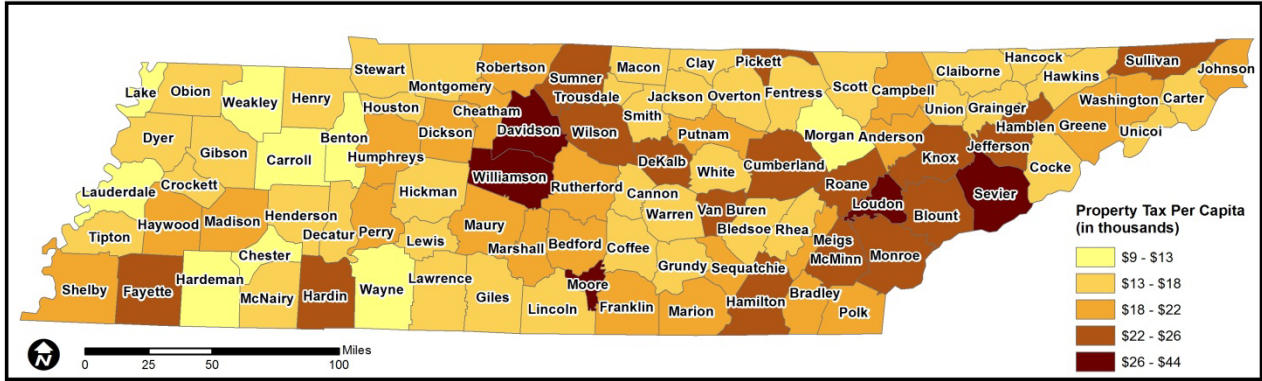 Stewart
Montgomery
Robertson
Sumner
Macon
Clay
Pickett
Hancock
Claiborne
Hawkins
Sullivan
Johnson
Lake
Obion
Weakley
Henry
Houston
Cheatham
Trousdale
Jackson
Overton
Fentress
Scott
Campbell
Union
Grainger
Washington
Carter
Benton
Dickson
Davidson
Wilson
Smith
Putnam
Morgan
Anderson
Hamblen
Jefferson
Greene
Unicoi
Dyer
Gibson
Carroll
Humphreys
Williamson
DeKalb
White
Cumberland
Knox
Cocke
Lauderdale
Crockett
Hickman
Rutherford
Cannon
Roane
Loudon
Sevier
Blount
Haywood
Madison
Henderson
Decatur
Perry
Lewis
Maury
Warren
Van Buren
Bledsoe
Rhea
Tipton
Chester
Marshall
Bedford
Coffee
Meigs
McMinn
Monroe
Shelby
Fayette
Hardeman
McNairy
Hardin
Wayne
Lawrence
Giles
Lincoln
Moore
Franklin
Grundy
Sequatchie
Marion
Hamilton
Bradley
Polk
Property Tax Per Capita
(in thousands)
$9 - $13
$13 - $18
$18 - $22
$22 - $26
$26 - $44
N
Miles
0 25 50 100